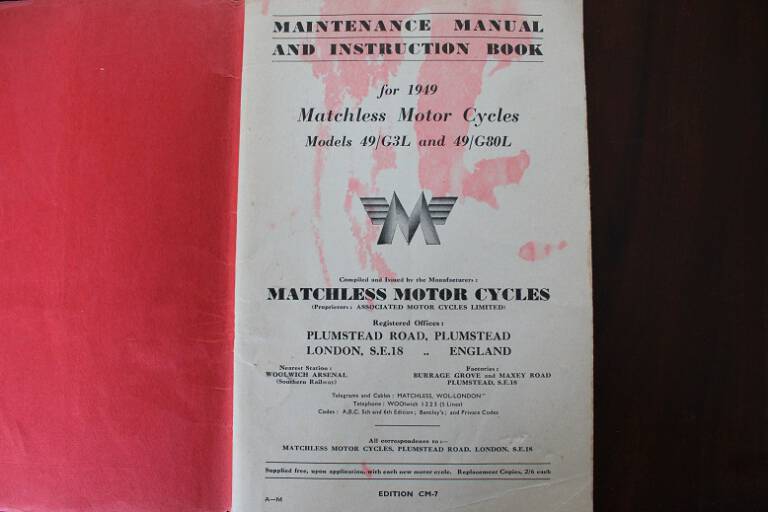 MAINTENANCE MANUAL
AND INSTRUCTION BOOK
for 1949
Matchless Motor Cycles
Models 49/G3L and 49/G80L
M
Compiled and Issued by the Manufacturers :
MATCHLESS MOTOR CYCLES
(Proprietors : ASSOCIATED MOTOR CYCLES LIMITED)
Registered Offices :
PLUMSTEAD ROAD, PLUMSTEAD
LONDON, S.E.18 .. ENGLAND
Nearest Station :
WOOLWICH ARSENAL
(Southern Railway)
Factories :
BURRAGE GROVE and MAXEY ROAD
PLUMSTEAD, S.E.18
Telegrams and Cables : MATCHLESS, WOL-LONDON"
Telephone : WOOlwich 1223 (5 Lines)
Codes : A.B.C. 5th and 6th Edition ; Bentley's ; and Private Codes
All correspondence to :—
MATCHLESS MOTOR CYCLES, PLUMSTEAD ROAD, LONDON, S.E.18
Supplied free, upon application, with each new motor cycle. Replacement Copies, 2/6 each
A—M
EDITION CM-7